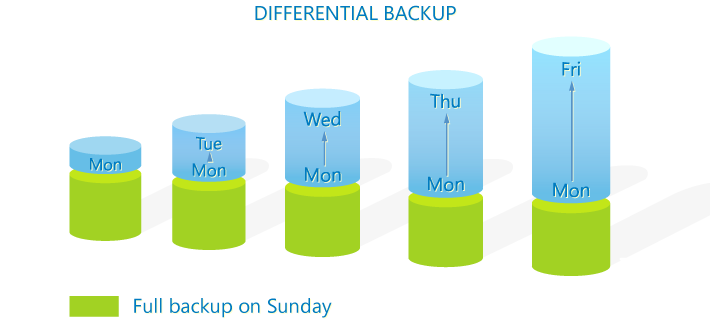 DIFFERENTIAL BACKUP
Mon
Tue
Mon
Wed
Mon
Thu
Mon
Fri
Mon
Full backup on Sunday